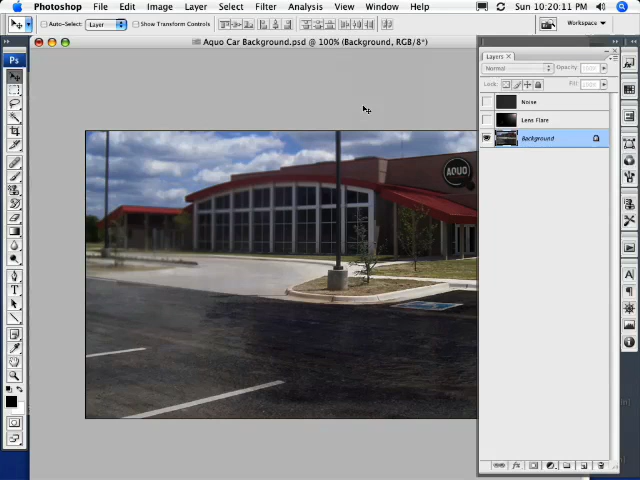 Photoshop File Edit Image Layer Select Filter Analysis View Window Help Sun 10:20:11 PM
Auto-Select: Layer Show Transform Controls Workspace
Aquo Car Background.psd @ 100% (Background, RGB/8*)
Ps
Layers
Normal Opacity:
Lock: Fill:
Noise
Lens Flare
Background
AQUO